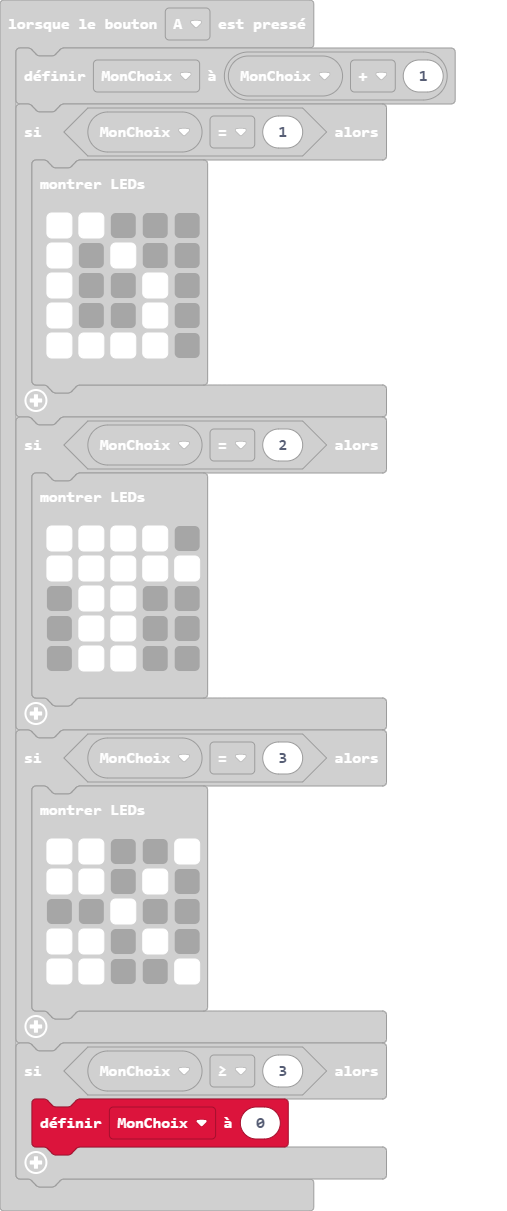 lorsque le bouton A est pressé
définir MonChoix à MonChoix + 1
si MonChoix = 1 alors
montrer LEDs
si MonChoix = 2 alors
montrer LEDs
si MonChoix = 3 alors
montrer LEDs
si MonChoix ≥ 3 alors
définir MonChoix à 0